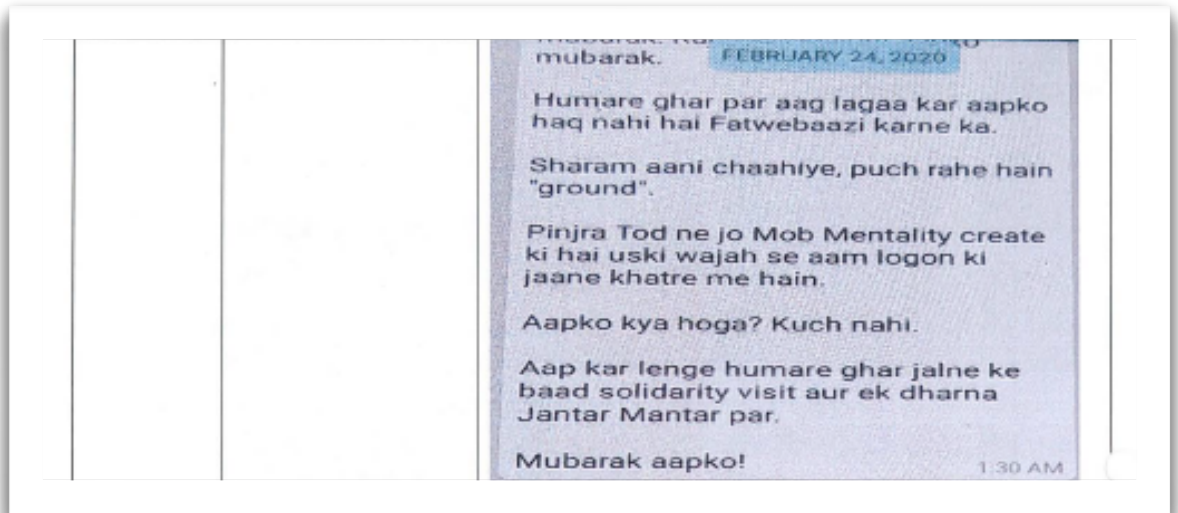 mubarak.
FEBRUARY 24, 2020
Humare ghar par aag lagaa kar aapko
haq nahi hai Fatwebaazi karne ka.
Sharam aani chaahiye, puch rahe hain
"ground".
Pinjra Tod ne jo Mob Mentality create
ki hai uski wajah se aam logon ki
jaane khatre me hain.
Aapko kya hoga? Kuch nahi.
Aap kar lenge humare ghar jalne ke
baad solidarity visit aur ek dharna
Jantar Mantar par.
Mubarak aapko!
1:30 AM